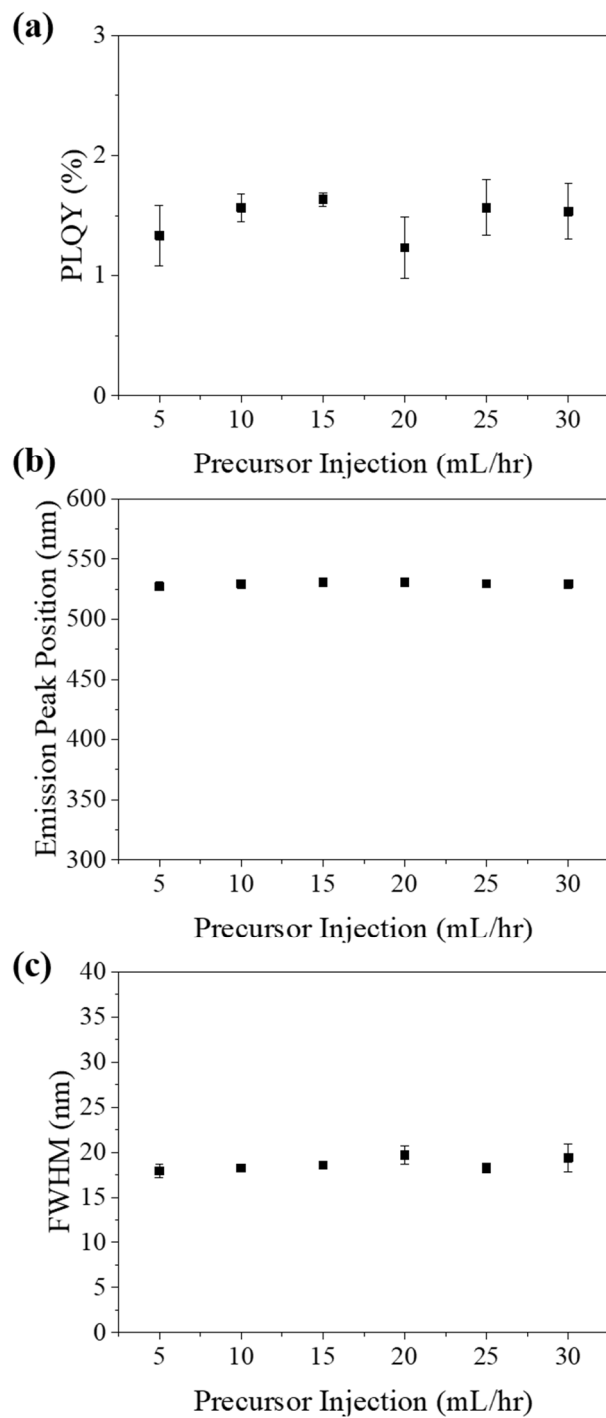 (a)
3
2
1
0
PLQY (%)
5 10 15 20 25 30
Precursor Injection (mL/hr)
(b)
600
550
500
450
400
350
300
Emission Peak Position (nm)
5 10 15 20 25 30
Precursor Injection (mL/hr)
(c)
40
35
30
25
20
15
10
5
0
FWHM (nm)
5 10 15 20 25 30
Precursor Injection (mL/hr)